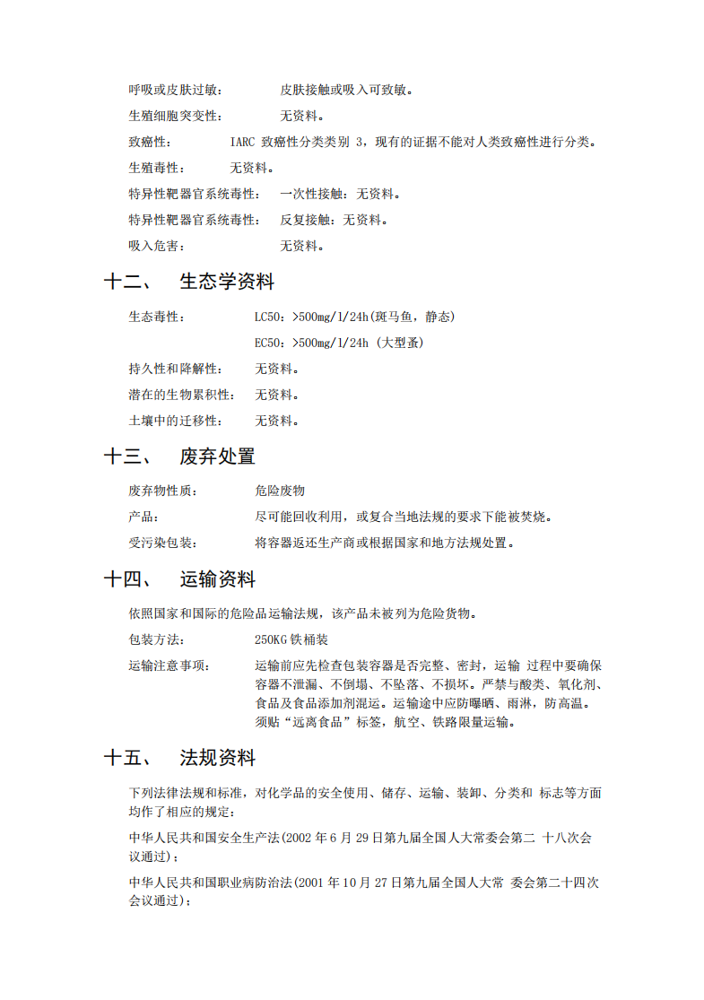 呼吸或皮肤过敏： 皮肤接触或吸入可致敏。
生殖细胞突变性： 无资料。
致癌性： IARC 致癌性分类类别 3，现有的证据不能对人类致癌性进行分类。
生殖毒性： 无资料。
特异性靶器官系统毒性： 一次性接触：无资料。
特异性靶器官系统毒性： 反复接触：无资料。
吸入危害： 无资料。
十二、 生态学资料
生态毒性： LC50：>500mg/l/24h(斑马鱼，静态)
EC50：>500mg/l/24h (大型蚤)
持久性和降解性： 无资料。
潜在的生物累积性： 无资料。
土壤中的迁移性： 无资料。
十三、 废弃处置
废弃物性质： 危险废物
产品： 尽可能回收利用，或复合当地法规的要求下能被焚烧。
受污染包装： 将容器返还生产商或根据国家和地方法规处置。
十四、 运输资料
依照国家和国际的危险品运输法规，该产品未被列为危险货物。
包装方法： 250KG 铁桶装
运输注意事项： 运输前应先检查包装容器是否完整、密封，运输 过程中要确保
容器不泄漏、不倒塌、不坠落、不损坏。严禁与酸类、氧化剂、
食品及食品添加剂混运。运输途中应防曝晒、雨淋，防高温。
须贴“远离食品”标签，航空、铁路限量运输。
十五、 法规资料
下列法律法规和标准，对化学品的安全使用、储存、运输、装卸、分类和 标志等方面
均作了相应的规定：
中华人民共和国安全生产法(2002 年 6 月 29 日第九届全国人大常委会第二 十八次会
议通过)；
中华人民共和国职业病防治法(2001 年 10 月 27 日第九届全国人大常 委会第二十四次
会议通过)；